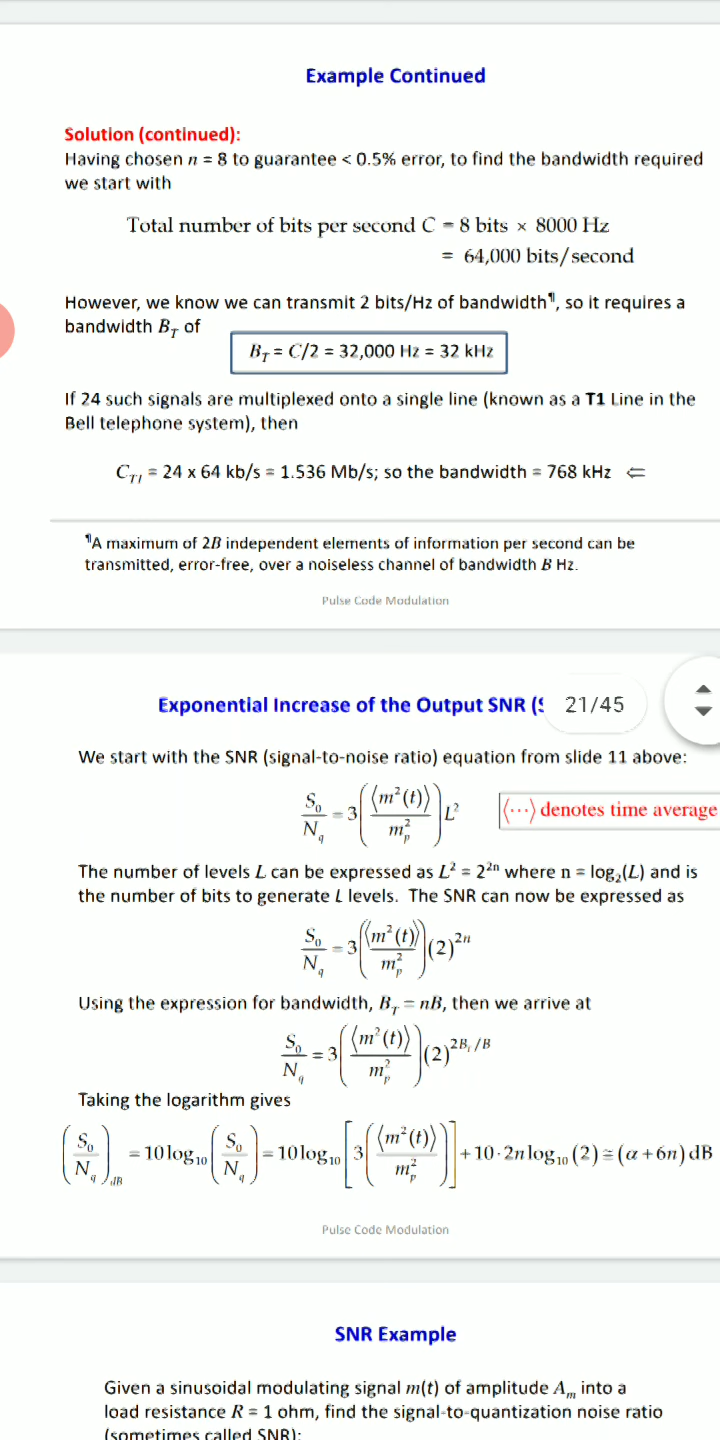 Example Continued
Solution (continued):
Having chosen n = 8 to guarantee < 0.5% error, to find the bandwidth required
we start with
Total number of bits per second C = 8 bits × 8000 Hz
= 64,000 bits/second
However, we know we can transmit 2 bits/Hz of bandwidth¶, so it requires a
bandwidth B_T of
B_T = C/2 = 32,000 Hz = 32 kHz
If 24 such signals are multiplexed onto a single line (known as a T1 Line in the
Bell telephone system), then
C_T1 = 24 x 64 kb/s = 1.536 Mb/s; so the bandwidth = 768 kHz ⇐
¶A maximum of 2B independent elements of information per second can be
transmitted, error-free, over a noiseless channel of bandwidth B Hz.
Pulse Code Modulation
Exponential Increase of the Output SNR (S 21/45
We start with the SNR (signal-to-noise ratio) equation from slide 11 above:
S_0/N_q = 3(⟨m²(t)⟩/m_p²)L² ⟨⋯⟩ denotes time average
The number of levels L can be expressed as L² = 2²ⁿ where n = log₂(L) and is
the number of bits to generate L levels. The SNR can now be expressed as
S_0/N_q = 3(⟨m²(t)⟩/m_p²)(2)²ⁿ
Using the expression for bandwidth, B_T = nB, then we arrive at
S_0/N_q = 3(⟨m²(t)⟩/m_p²)(2)^(2B_T/B)
Taking the logarithm gives
(S_0/N_q)_dB = 10log₁₀(S_0/N_q) = 10log₁₀[3(⟨m²(t)⟩/m_p²)] + 10·2n log₁₀(2) ≅ (α + 6n) dB
Pulse Code Modulation
SNR Example
Given a sinusoidal modulating signal m(t) of amplitude A_m into a
load resistance R = 1 ohm, find the signal-to-quantization noise ratio
(sometimes called SNR):